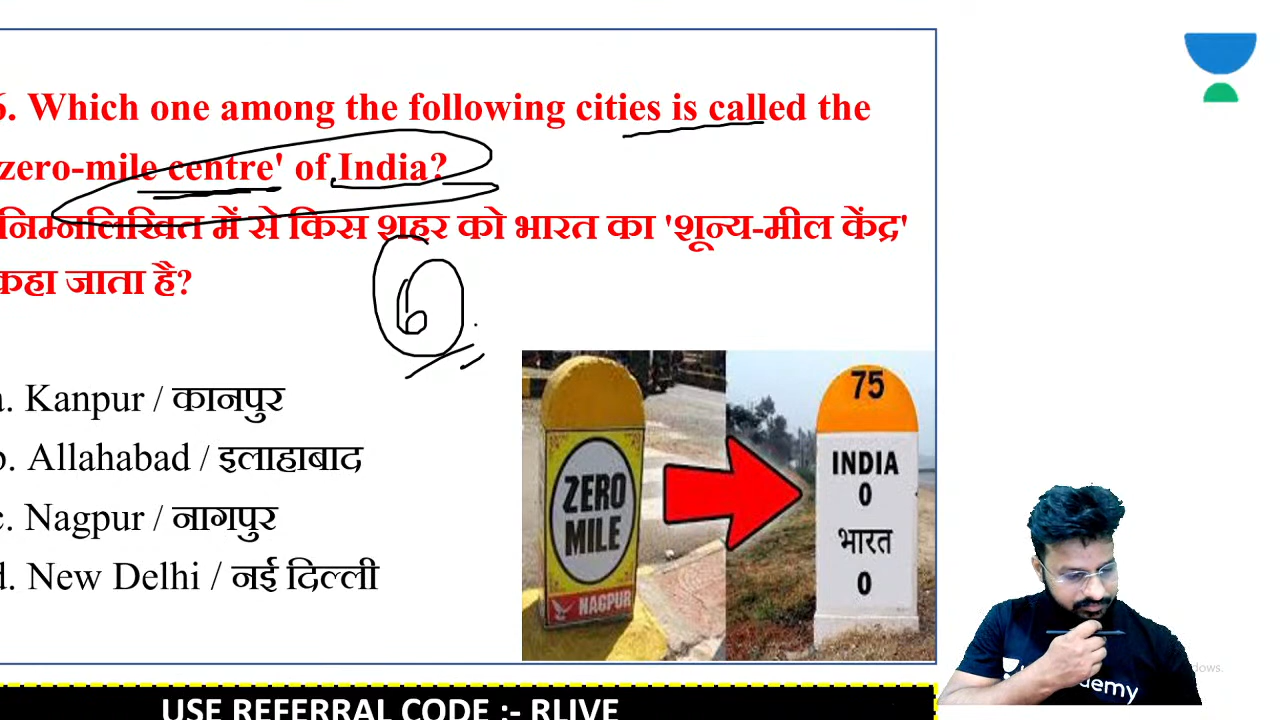 6. Which one among the following cities is called the
zero-mile centre' of India?
निम्नलिखित में से किस शहर को भारत का 'शून्य-मील केंद्र'
कहा जाता है?
6
a. Kanpur / कानपुर
b. Allahabad / इलाहाबाद
c. Nagpur / नागपुर
d. New Delhi / नई दिल्ली
ZERO
MILE
NAGPUR
75
INDIA
0
भारत
0
USE REFERRAL CODE :- RLIVE